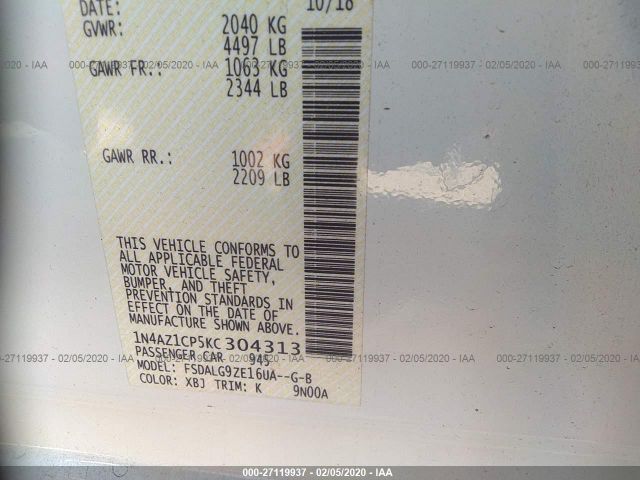 DATE: 10/18
GVWR: 2040 KG
4497 LB
GAWR FR.: 1063 KG
2344 LB
GAWR RR.: 1002 KG
2209 LB
THIS VEHICLE CONFORMS TO
ALL APPLICABLE FEDERAL
MOTOR VEHICLE SAFETY,
BUMPER, AND THEFT
PREVENTION STANDARDS IN
EFFECT ON THE DATE OF
MANUFACTURE SHOWN ABOVE.
1N4AZ1CP5KC304313
PASSENGER CAR 945
MODEL: FSDALG9ZE16UA--G-B
COLOR: XBJ TRIM: K 9N00A
000-27119937 - 02/05/2020 - IAA